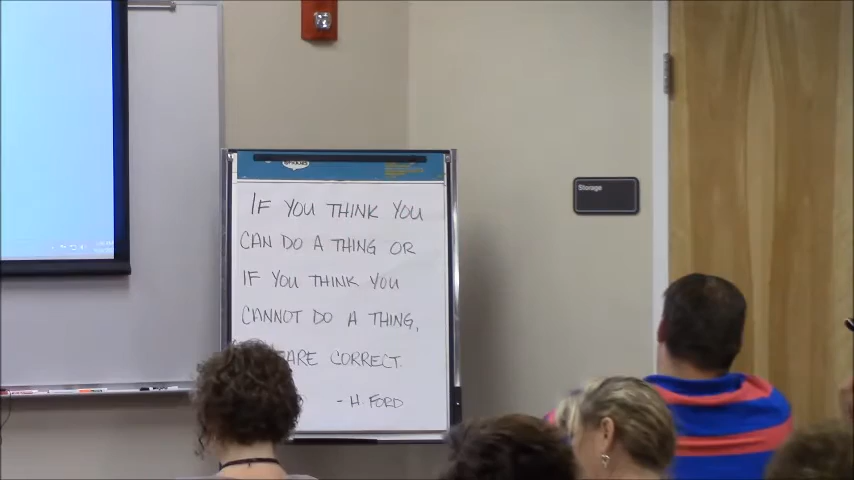 IF YOU THINK YOU
CAN DO A THING OR
IF YOU THINK YOU
CANNOT DO A THING,
ARE CORRECT.
- H. FORD
Storage